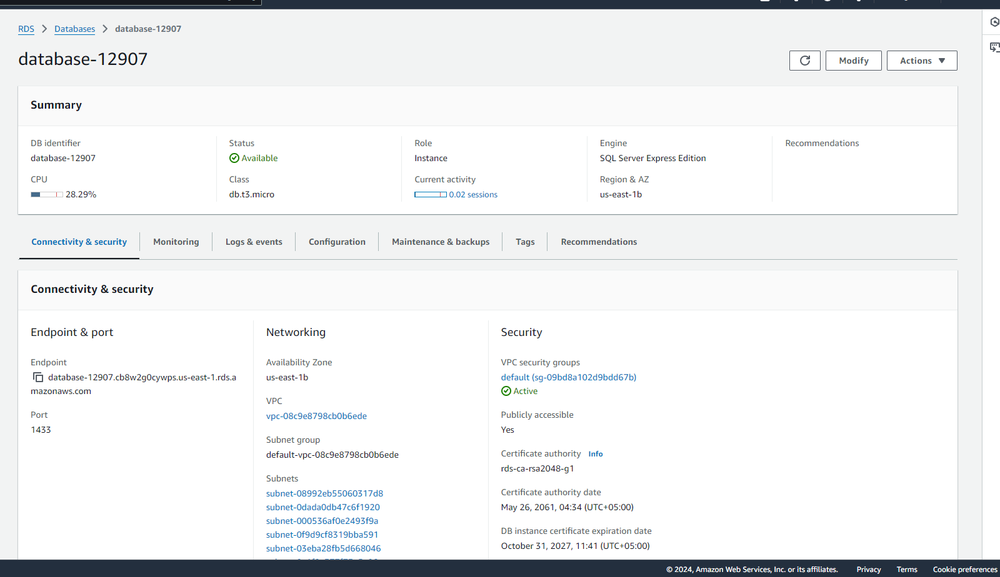 RDS > Databases > database-12907
database-12907
Modify
Actions
Summary
DB identifier
database-12907
Status
Available
Role
Instance
Engine
SQL Server Express Edition
Recommendations
CPU
28.29%
Class
db.t3.micro
Current activity
0.02 sessions
Region & AZ
us-east-1b
Connectivity & security
Monitoring
Logs & events
Configuration
Maintenance & backups
Tags
Recommendations
Connectivity & security
Endpoint & port
Endpoint
database-12907.cb8w2g0cywps.us-east-1.rds.a
mazonaws.com
Port
1433
Networking
Availability Zone
us-east-1b
VPC
vpc-08c9e8798cb0b6ede
Subnet group
default-vpc-08c9e8798cb0b6ede
Subnets
subnet-08992eb55060317d8
subnet-0dada0db47c6f1920
subnet-000536af0e2493f9a
subnet-0f9d9cf8319bba591
subnet-03eba28fb5d668046
Security
VPC security groups
default (sg-09bd8a102d9bdd67b)
Active
Publicly accessible
Yes
Certificate authority Info
rds-ca-rsa2048-g1
Certificate authority date
May 26, 2061, 04:34 (UTC+05:00)
DB instance certificate expiration date
October 31, 2027, 11:41 (UTC+05:00)
© 2024, Amazon Web Services, Inc. or its affiliates.
Privacy
Terms
Cookie preferences